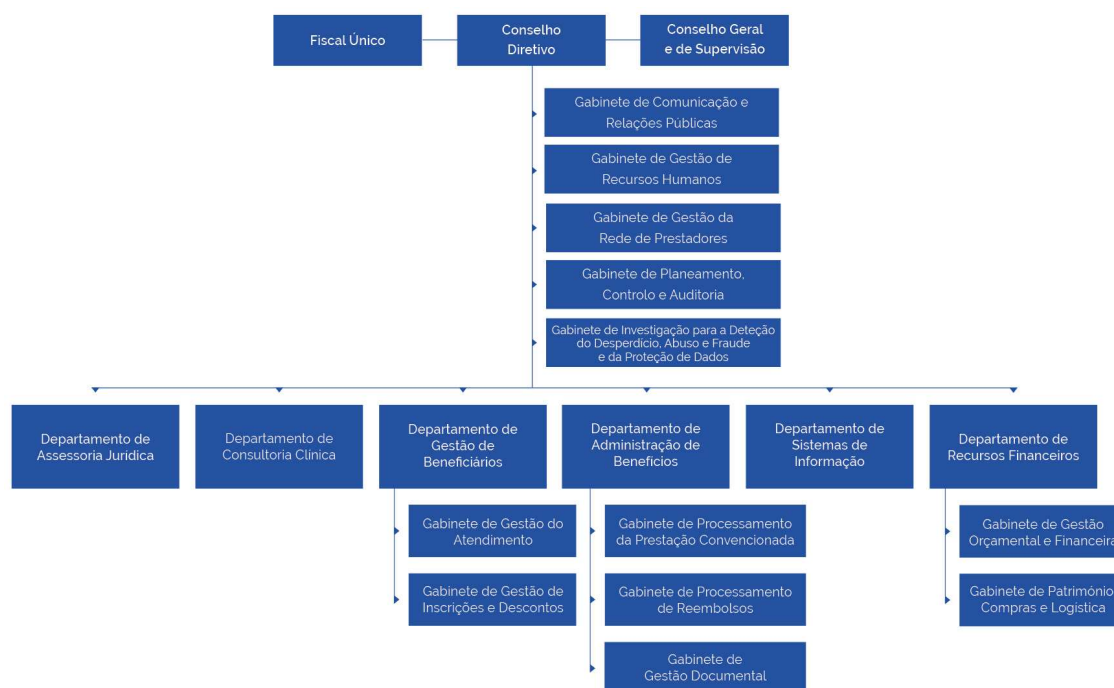 Fiscal Único
Conselho
Diretivo
Conselho Geral
e de Supervisão
Gabinete de Comunicação e
Relações Públicas
Gabinete de Gestão de
Recursos Humanos
Gabinete de Gestão da
Rede de Prestadores
Gabinete de Planeamento,
Controlo e Auditoria
Gabinete de Investigação para a Deteção
do Desperdício, Abuso e Fraude
e da Proteção de Dados
Departamento de
Assessoria Jurídica
Departamento de
Consultoria Clínica
Departamento de
Gestão de
Beneficiários
Departamento de
Administração de
Benefícios
Departamento de
Sistemas de
Informação
Departamento de
Recursos Financeiros
Gabinete de Gestão do
Atendimento
Gabinete de Gestão de
Inscrições e Descontos
Gabinete de Processamento
da Prestação Convencionada
Gabinete de Processamento
de Reembolsos
Gabinete de
Gestão Documental
Gabinete de Gestão
Orçamental e Financeira
Gabinete de Património
Compras e Logística